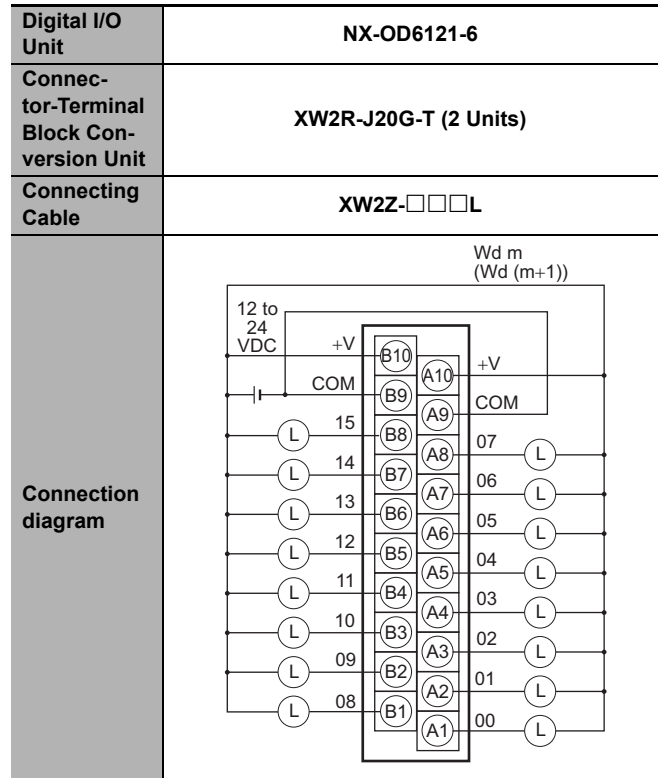 Digital I/O
Unit
NX-OD6121-6
Connec-
tor-Terminal
Block Con-
version Unit
XW2R-J20G-T (2 Units)
Connecting
Cable
XW2Z-□□□L
Connection
diagram
Wd m
(Wd (m+1))
12 to
24
VDC
+V
B10
A10
+V
COM
B9
A9
COM
L
15
B8
A8
07
L
L
14
B7
A7
06
L
L
13
B6
A6
05
L
L
12
B5
A5
04
L
L
11
B4
A4
03
L
L
10
B3
A3
02
L
L
09
B2
A2
01
L
L
08
B1
A1
00
L